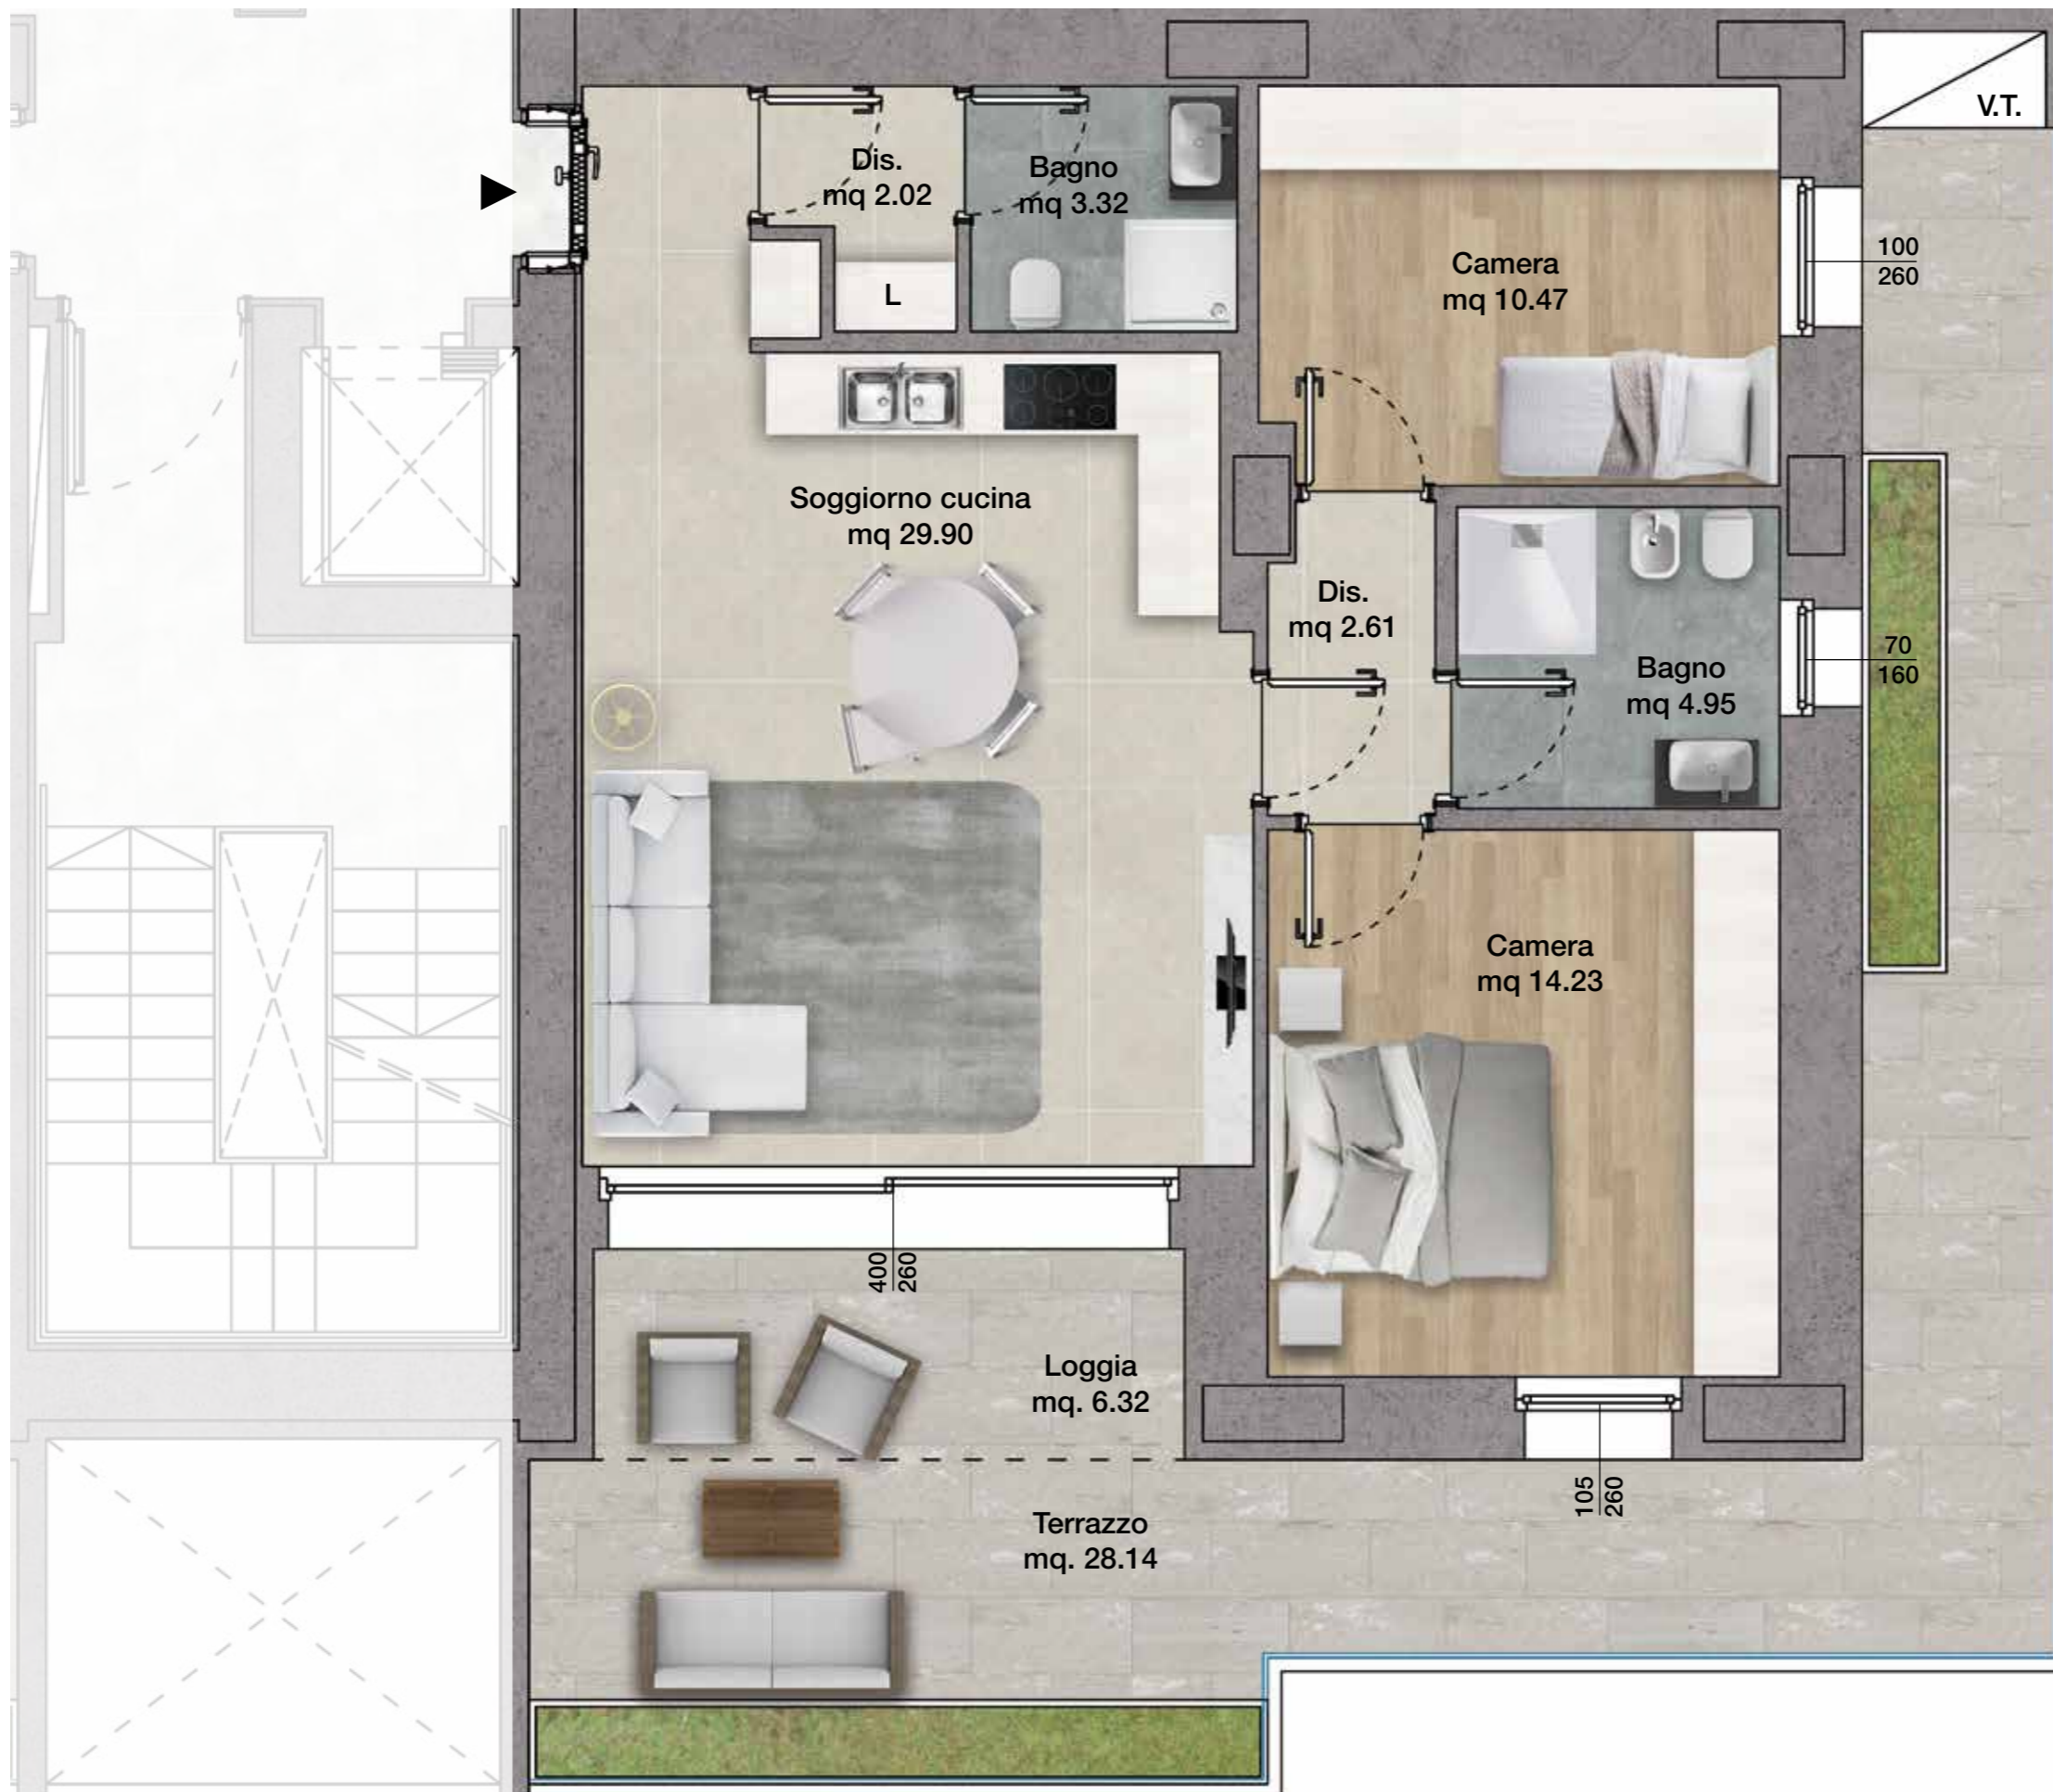 V.T.
Dis.
mq 2.02
Bagno
mq 3.32
L
Camera
mq 10.47
100
260
Soggiorno cucina
mq 29.90
Dis.
mq 2.61
Bagno
mq 4.95
70
160
Camera
mq 14.23
400
260
Loggia
mq. 6.32
105
260
Terrazzo
mq. 28.14